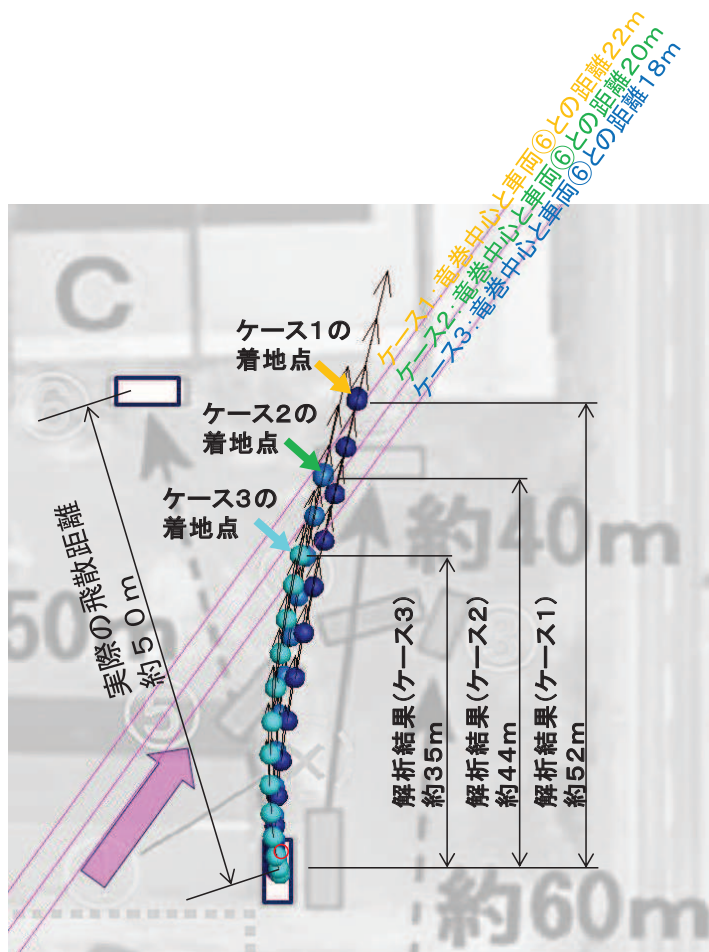 ケース1：竜巻中心と車両⑥との距離22m
ケース2：竜巻中心と車両⑥との距離20m
ケース3：竜巻中心と車両⑥との距離18m
C
ケース1の
着地点
⑥
ケース2の
着地点
ケース3の
着地点
約40m
実際の飛散距離
約50m
50m
⑤
解析結果(ケース3)
約35m
解析結果(ケース2)
約44m
解析結果(ケース1)
約52m
約60m